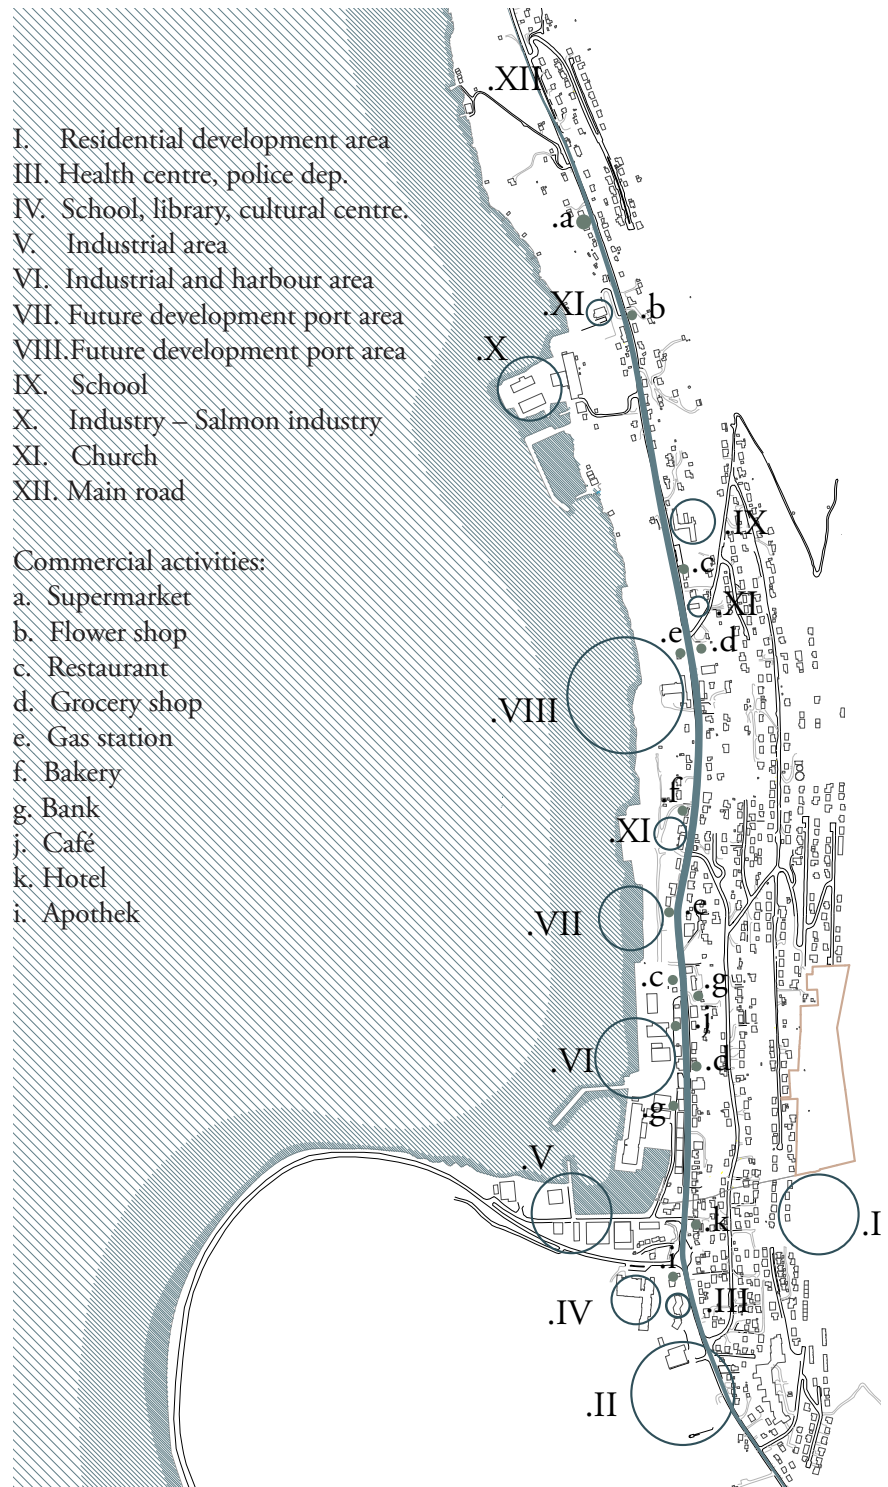 I. Residential development area
III. Health centre, police dep.
IV. School, library, cultural centre.
V. Industrial area
VI. Industrial and harbour area
VII. Future development port area
VIII.Future development port area
IX. School
X. Industry – Salmon industry
XI. Church
XII. Main road
Commercial activities:
a. Supermarket
b. Flower shop
c. Restaurant
d. Grocery shop
e. Gas station
f. Bakery
g. Bank
j. Café
k. Hotel
i. Apothek
.XII
.a
.XI
.b
.X
.IX
.c
.XI
.e
.d
.VIII
.f
.XI
.e
.VII
.c
.g
.j
.VI
.d
.g
.V
.k
.I
.i
.III
.IV
.II